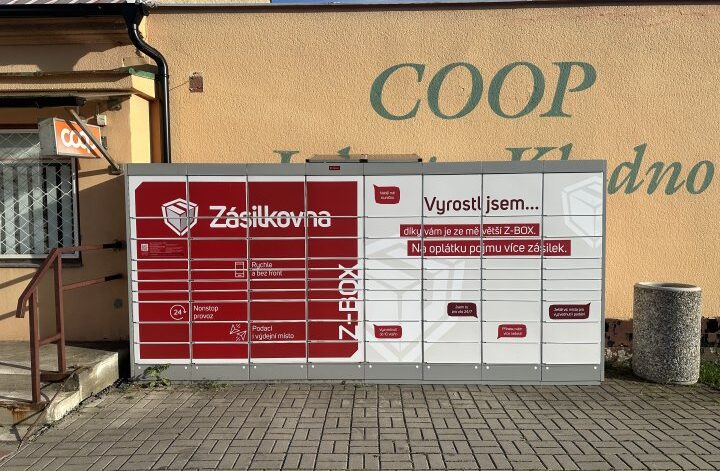 COOP
Kladno
coop
Zásilkovna
Rychle
a bez front
Nonstop
provoz
24
Podací
i výdejní místo
Z-BOX
Vyrostl jsem...
díky vám je ze mě větší Z-BOX.
Na oplátku pojmu více zásilek.